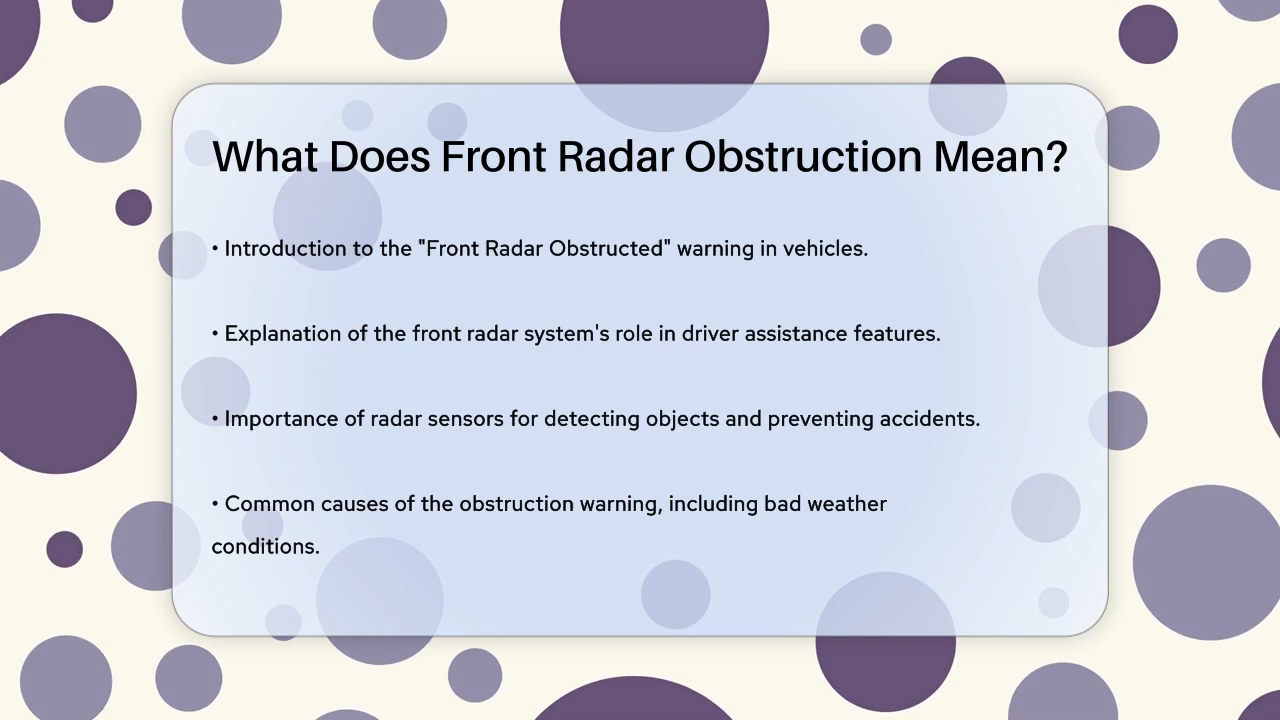 What Does Front Radar Obstruction Mean?
• Introduction to the "Front Radar Obstructed" warning in vehicles.
• Explanation of the front radar system's role in driver assistance features.
• Importance of radar sensors for detecting objects and preventing accidents.
• Common causes of the obstruction warning, including bad weather
conditions.